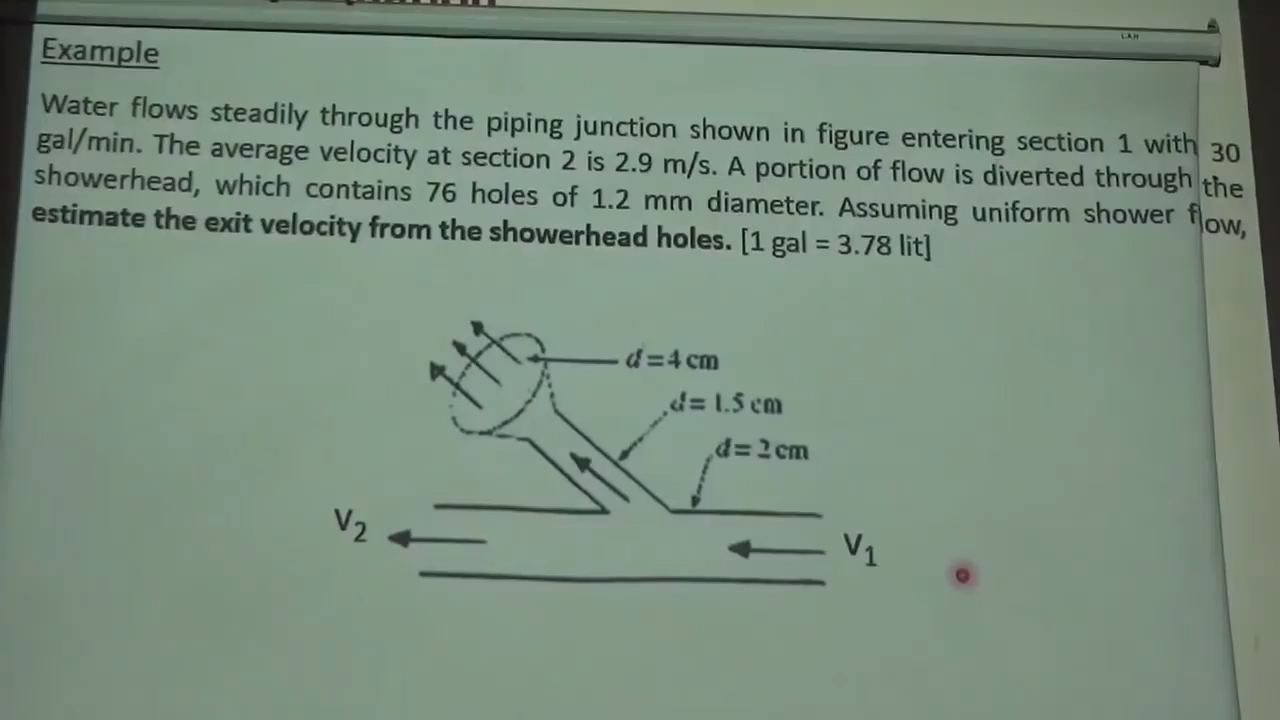 LAH
Example
Water flows steadily through the piping junction shown in figure entering section 1 with 30
gal/min. The average velocity at section 2 is 2.9 m/s. A portion of flow is diverted through the
showerhead, which contains 76 holes of 1.2 mm diameter. Assuming uniform shower flow,
estimate the exit velocity from the showerhead holes. [1 gal = 3.78 lit]
d=4 cm
d= 1.5 cm
d=2 cm
V2
V1